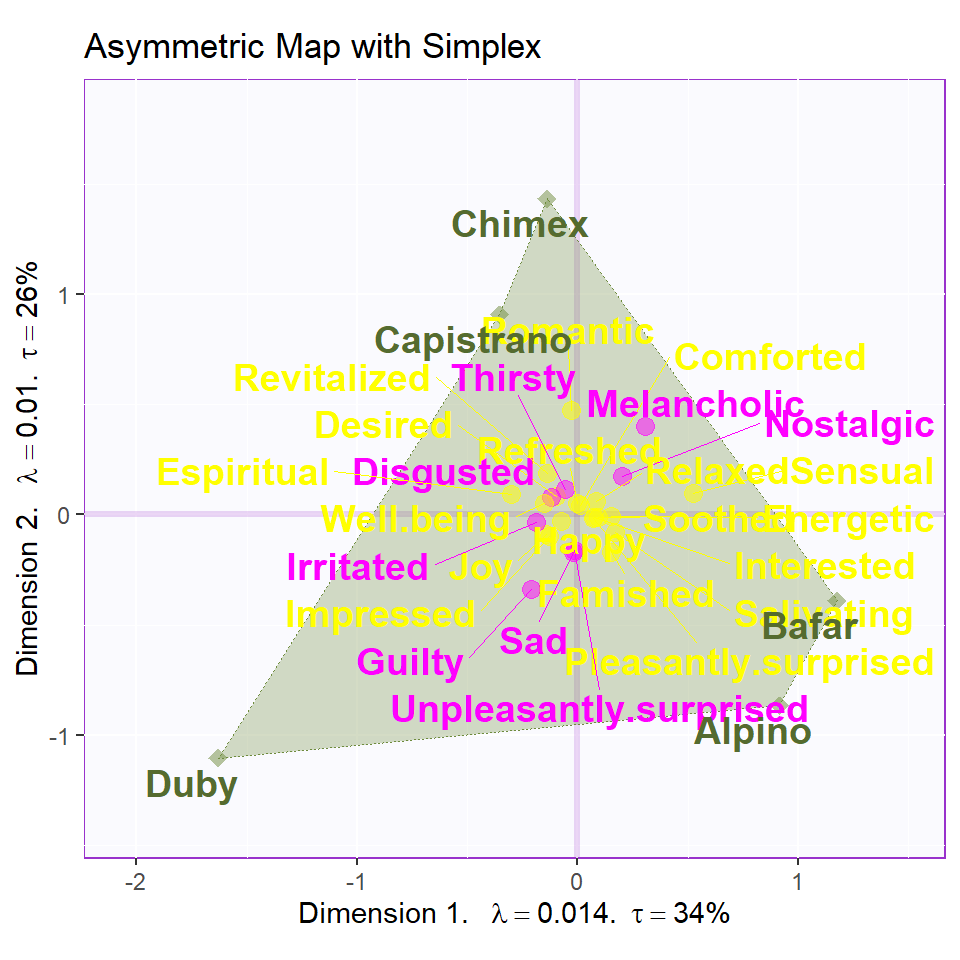 Asymmetric Map with Simplex
Dimension 2.   λ = 0.01.  τ = 26%
1
0
-1
Chimex
Romantic
Capistrano
Comforted
Revitalized
Thirsty
Melancholic
Desired
Nostalgic
Refreshed
Espiritual
Disgusted
Relaxed
Sensual
Well.being
Soothed
Energetic
Happy
Irritated
Joy
Interested
Famished
Impressed
Salivating
Bafar
Sad
Guilty
Pleasantly.surprised
Unpleasantly.surprised
Alpino
Duby
-2
-1
0
1
Dimension 1.   λ = 0.014.  τ = 34%